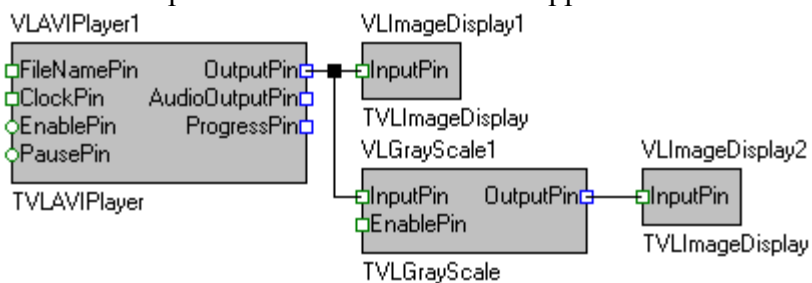 VLAVIPlayer1
FileNamePin OutputPin
ClockPin AudioOutputPin
EnablePin ProgressPin
PausePin
TVLAVIPlayer
VLImageDisplay1
InputPin
TVLImageDisplay
VLGrayScale1
InputPin OutputPin
EnablePin
TVLGrayScale
VLImageDisplay2
InputPin
TVLImageDisplay